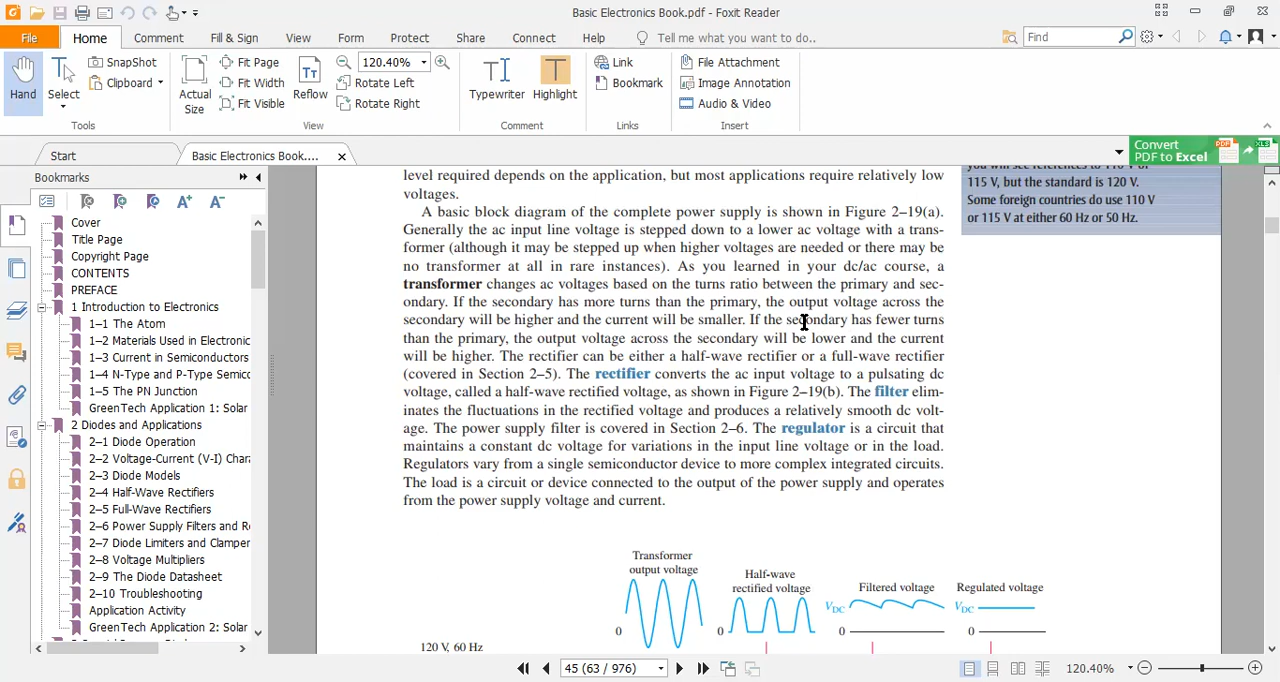 Basic Electronics Book.pdf - Foxit Reader
File Home Comment Fill & Sign View Form Protect Share Connect Help Tell me what you want to do.. Find
Hand
Select
SnapShot
Clipboard
Tools
Actual
Size
Fit Page
Fit Width
Fit Visible
Reflow
120.40%
Rotate Left
Rotate Right
View
Typewriter
Highlight
Comment
Link
Bookmark
Links
File Attachment
Image Annotation
Audio & Video
Insert
Start
Basic Electronics Book....
Convert
PDF to Excel
Bookmarks
Cover
Title Page
Copyright Page
CONTENTS
PREFACE
1 Introduction to Electronics
1–1 The Atom
1–2 Materials Used in Electronic
1–3 Current in Semiconductors
1–4 N-Type and P-Type Semico
1–5 The PN Junction
GreenTech Application 1: Solar
2 Diodes and Applications
2–1 Diode Operation
2–2 Voltage-Current (V-I) Chara
2–3 Diode Models
2–4 Half-Wave Rectifiers
2–5 Full-Wave Rectifiers
2–6 Power Supply Filters and Re
2–7 Diode Limiters and Clamper
2–8 Voltage Multipliers
2–9 The Diode Datasheet
2–10 Troubleshooting
Application Activity
GreenTech Application 2: Solar
level required depends on the application, but most applications require relatively low
voltages.
A basic block diagram of the complete power supply is shown in Figure 2–19(a).
Generally the ac input line voltage is stepped down to a lower ac voltage with a trans-
former (although it may be stepped up when higher voltages are needed or there may be
no transformer at all in rare instances). As you learned in your dc/ac course, a
transformer changes ac voltages based on the turns ratio between the primary and sec-
ondary. If the secondary has more turns than the primary, the output voltage across the
secondary will be higher and the current will be smaller. If the secondary has fewer turns
than the primary, the output voltage across the secondary will be lower and the current
will be higher. The rectifier can be either a half-wave rectifier or a full-wave rectifier
(covered in Section 2–5). The rectifier converts the ac input voltage to a pulsating dc
voltage, called a half-wave rectified voltage, as shown in Figure 2–19(b). The filter elim-
inates the fluctuations in the rectified voltage and produces a relatively smooth dc volt-
age. The power supply filter is covered in Section 2–6. The regulator is a circuit that
maintains a constant dc voltage for variations in the input line voltage or in the load.
Regulators vary from a single semiconductor device to more complex integrated circuits.
The load is a circuit or device connected to the output of the power supply and operates
from the power supply voltage and current.
you will see references to 110 V or
115 V, but the standard is 120 V.
Some foreign countries do use 110 V
or 115 V at either 60 Hz or 50 Hz.
Transformer
output voltage
0
Half-wave
rectified voltage
0
Filtered voltage
VDC
0
Regulated voltage
VDC
0
120 V, 60 Hz
45 (63 / 976)
120.40%